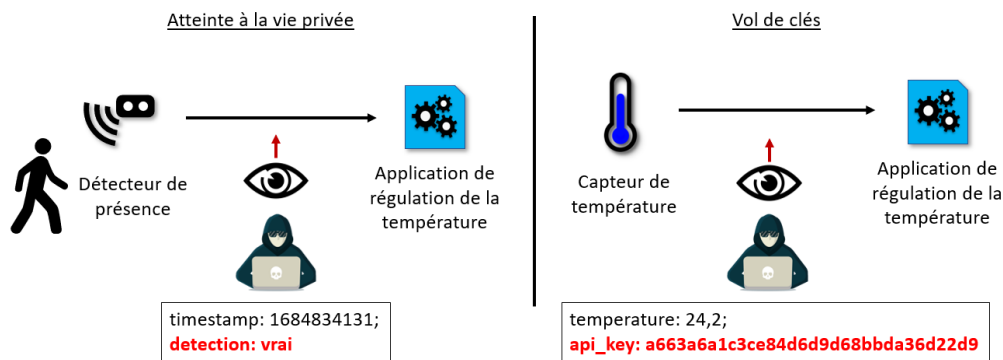 Atteinte à la vie privée
Détecteur de
présence
Application de
régulation de la
température
timestamp: 1684834131;
detection: vrai
Vol de clés
Capteur de
température
Application de
régulation de la
température
temperature: 24,2;
api_key: a663a6a1c3ce84d6d9d68bbda36d22d9